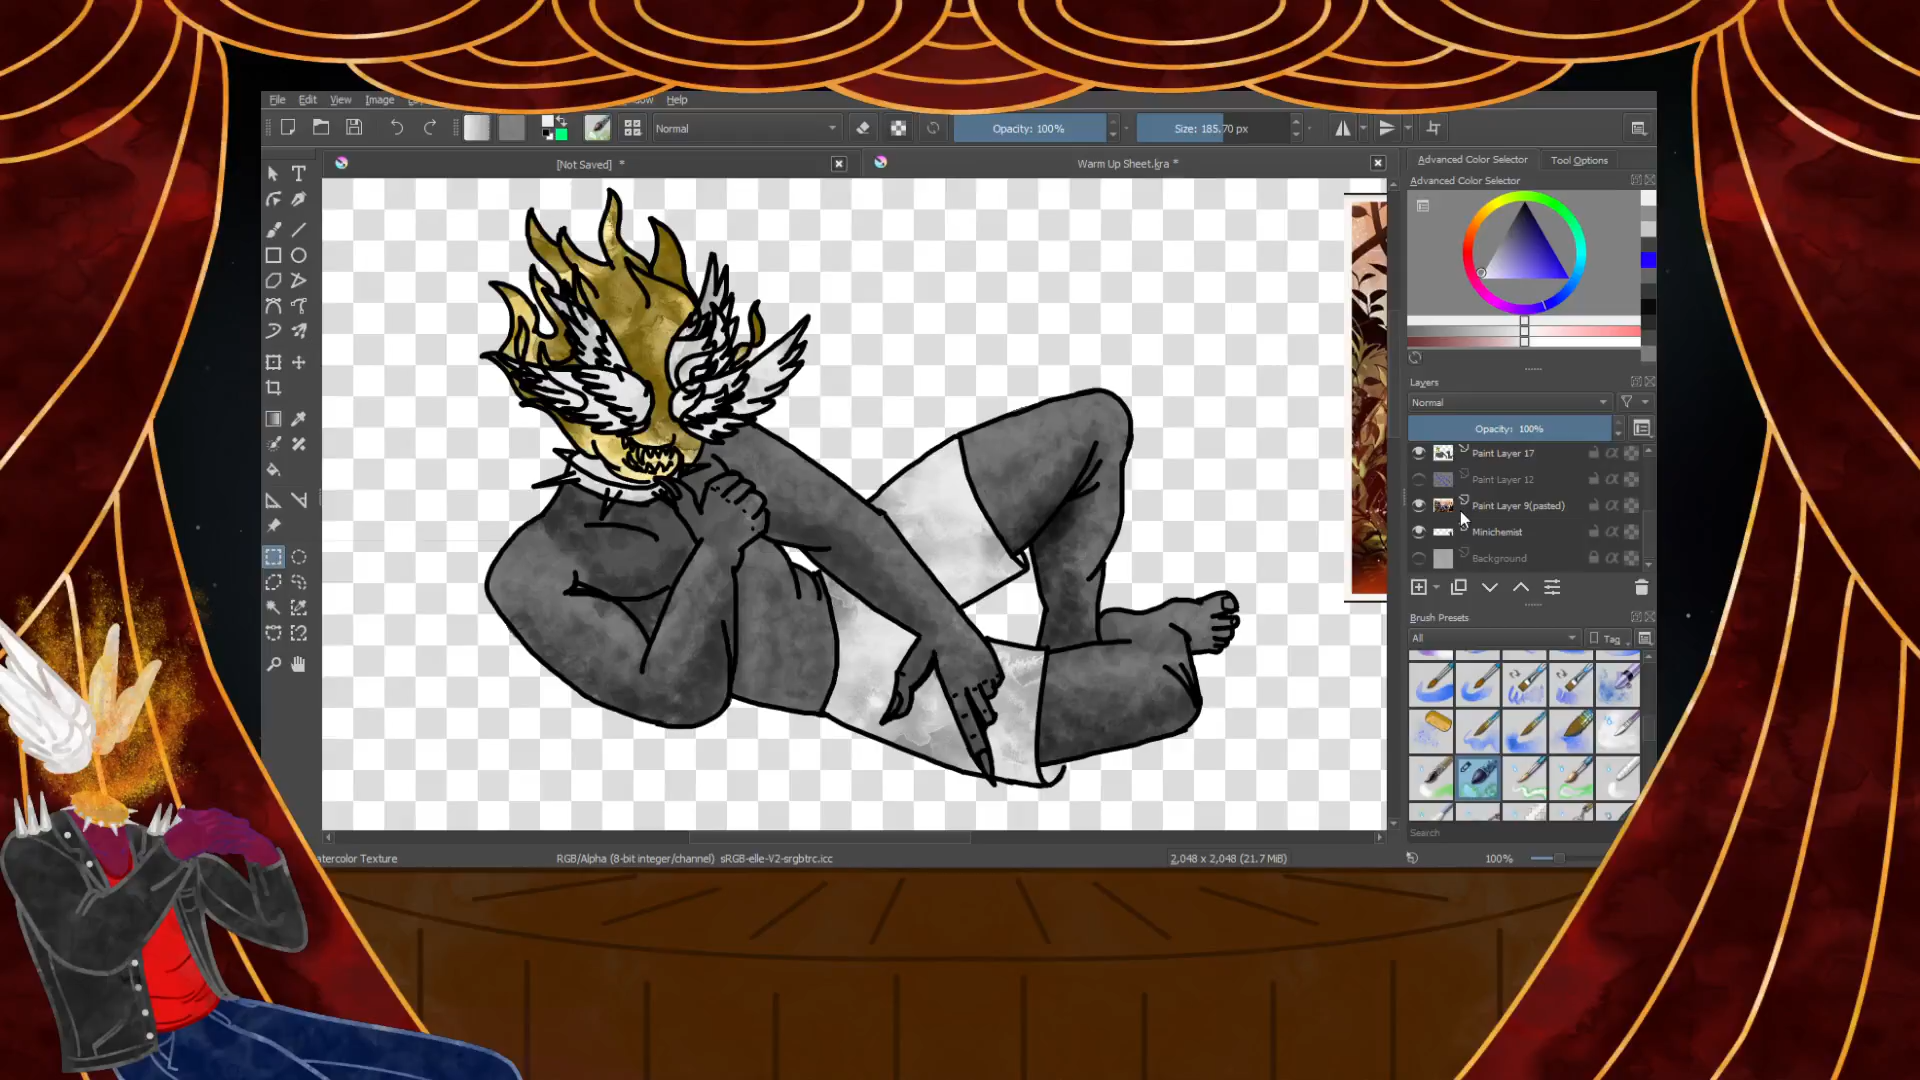 File Edit View Image Help
Normal
Opacity: 100%
Size: 185.70 px
[Not Saved] *
Warm Up Sheet.kra *
Advanced Color Selector
Tool Options
Advanced Color Selector
Layers
Normal
Opacity: 100%
Paint Layer 17
Paint Layer 12
Paint Layer 9(pasted)
Minichemist
Background
Brush Presets
All
Tag
Search
atercolor Texture
RGB/Alpha (8-bit integer/channel) sRGB-elle-V2-srgbtrc.icc
2,048 x 2,048 (21.7 MiB)
100%